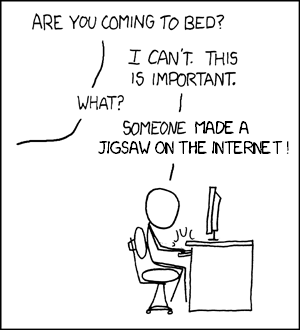 ARE YOU COMING TO BED?
I CAN'T. THIS
IS IMPORTANT.
WHAT?
SOMEONE MADE A
JIGSAW ON THE INTERNET!